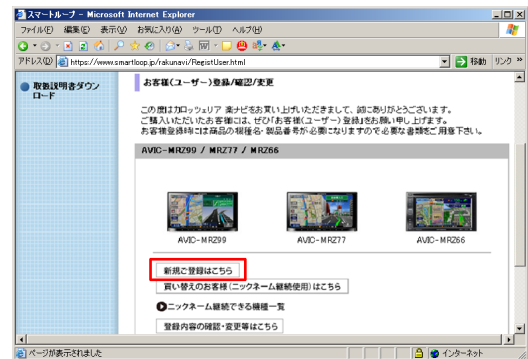 スマートループ - Microsoft Internet Explorer
ファイル(F) 編集(E) 表示(V) お気に入り(A) ツール(T) ヘルプ(H)
アドレス(D) https://www.smartloop.jp/rakunavi/RegistUser.html 移動 リンク »
取扱説明書ダウン
ロード
お客様(ユーザー)登録/確認/変更
この度はカロッツェリア 楽ナビをお買い上げいただきまして、誠にありがとうございます。
ご購入いただいたお客様には、ぜひ「お客様(ユーザー)登録」をお願い申し上げます。
お客様登録時には商品の機種名・製品番号が必要になりますので必要な書類をご用意下さい。
AVIC-MRZ99 / MRZ77 / MRZ66
AVIC-MRZ99 AVIC-MRZ77 AVIC-MRZ66
新規ご登録はこちら
買い替えのお客様(ニックネーム継続使用)はこちら
ニックネーム継続できる機種一覧
登録内容の確認・変更等はこちら
ページが表示されました インターネット